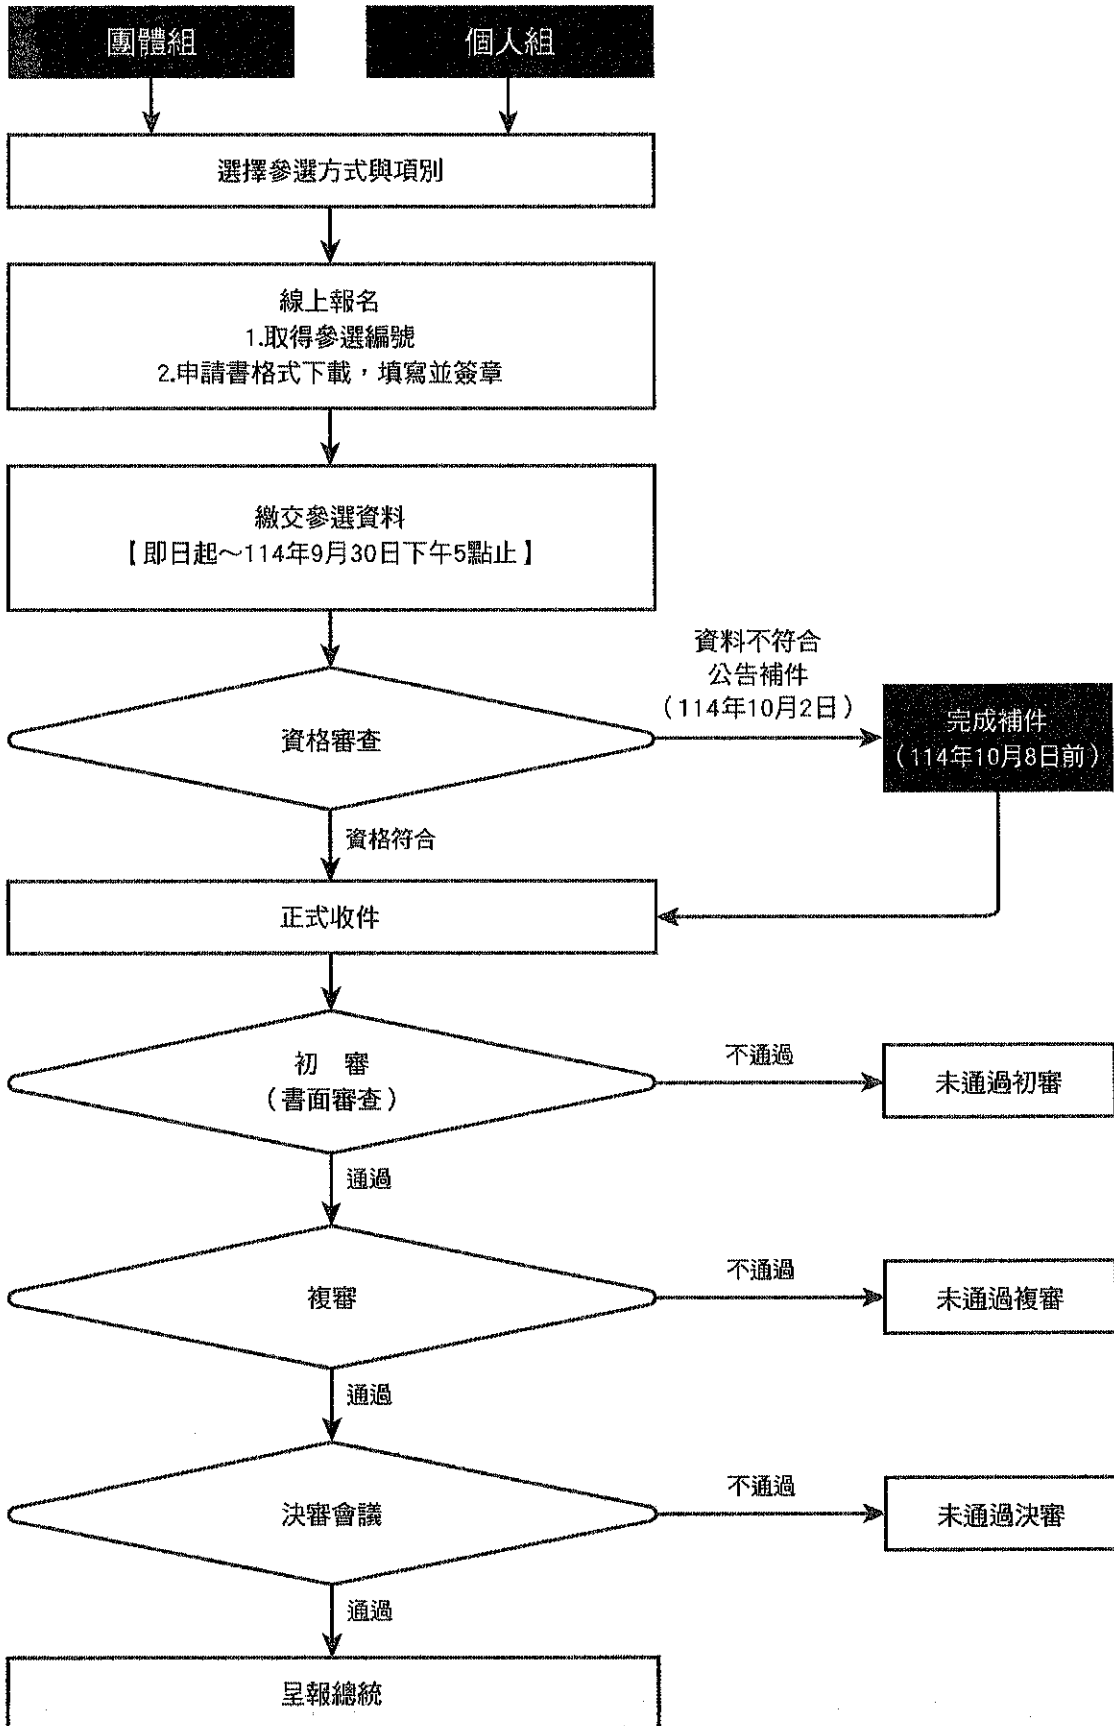 團體組
個人組
選擇參選方式與項別
線上報名
1.取得參選編號
2.申請書格式下載，填寫並簽章
繳交參選資料
【即日起～114年9月30日下午5點止】
資料不符合
公告補件
（114年10月2日）
資格審查
完成補件
（114年10月8日前）
資格符合
正式收件
初　審
（書面審查）
不通過
未通過初審
通過
複審
不通過
未通過複審
通過
決審會議
不通過
未通過決審
通過
呈報總統